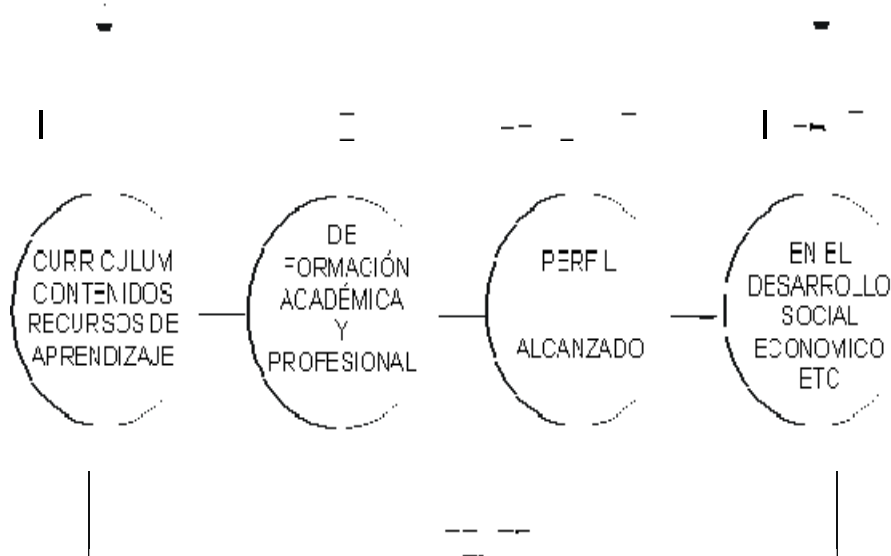 CURRICULUM
CONTENIDOS
RECURSOS DE
APRENDIZAJE
DE
FORMACIÓN
ACADÉMICA
Y
PROFESIONAL
PERFIL
ALCANZADO
EN EL
DESARROLLO
SOCIAL
ECONOMICO
ETC